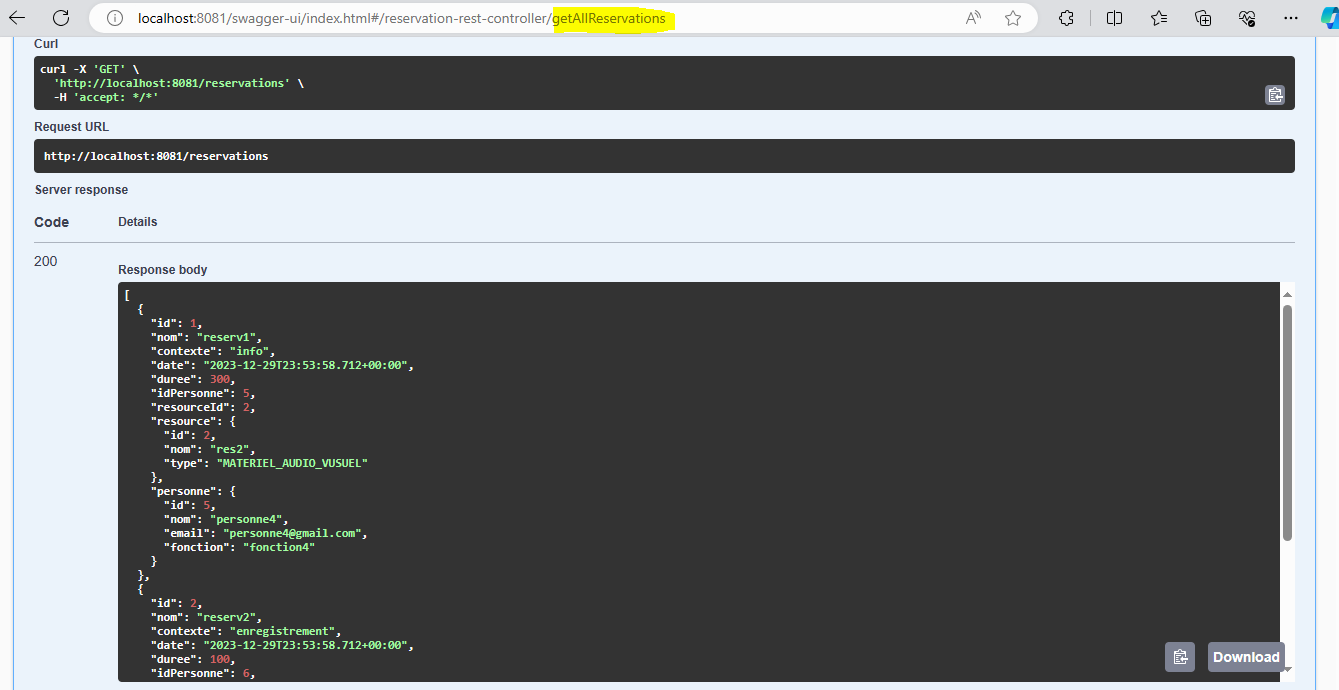 localhost:8081/swagger-ui/index.html#/reservation-rest-controller/getAllReservations
Curl
curl -X 'GET' \
'http://localhost:8081/reservations' \
-H 'accept: */*'
Request URL
http://localhost:8081/reservations
Server response
Code Details
200
Response body
[
{
"id": 1,
"nom": "reserv1",
"contexte": "info",
"date": "2023-12-29T23:53:58.712+00:00",
"duree": 300,
"idPersonne": 5,
"resourceId": 2,
"resource": {
"id": 2,
"nom": "res2",
"type": "MATERIEL_AUDIO_VUSUEL"
},
"personne": {
"id": 5,
"nom": "personne4",
"email": "personne4@gmail.com",
"fonction": "fonction4"
}
},
{
"id": 2,
"nom": "reserv2",
"contexte": "enregistrement",
"date": "2023-12-29T23:53:58.712+00:00",
"duree": 100,
"idPersonne": 6,
Download